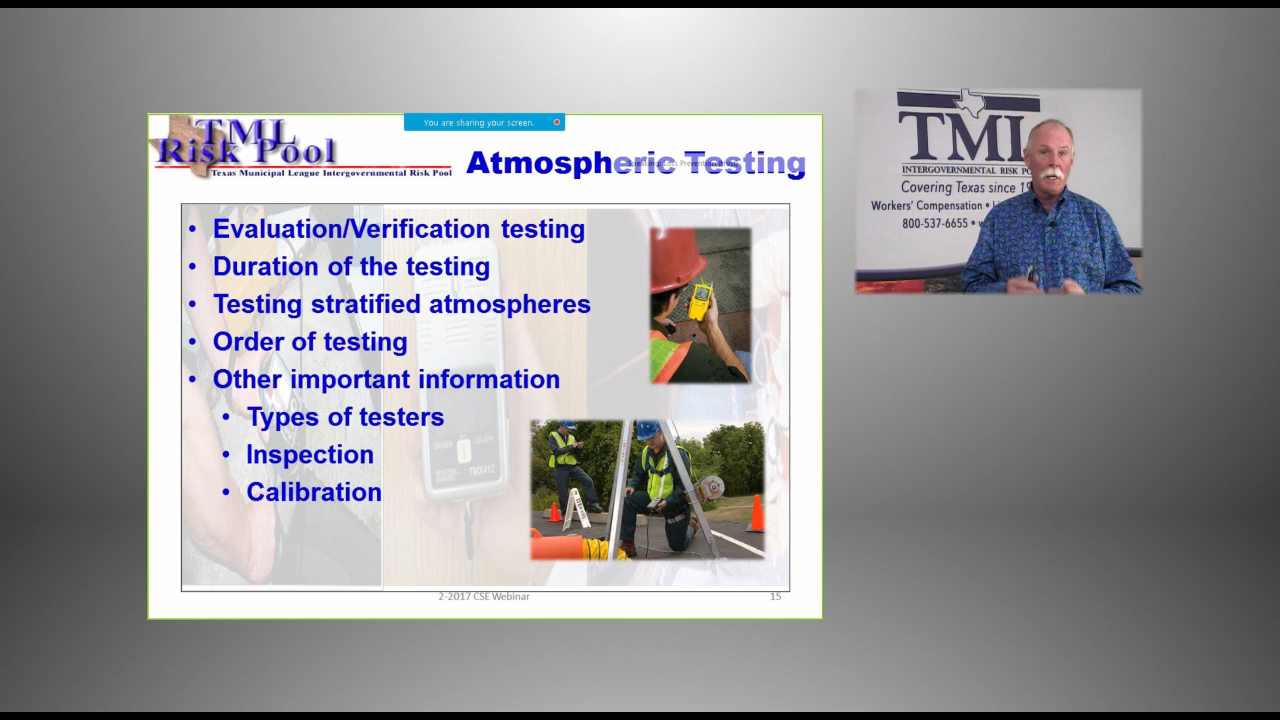 You are sharing your screen.
TML
Risk Pool
Texas Municipal League Intergovernmental Risk Pool
Atmospheric Testing
• Evaluation/Verification testing
• Duration of the testing
• Testing stratified atmospheres
• Order of testing
• Other important information
• Types of testers
• Inspection
• Calibration
TMX412
2-2017 CSE Webinar
15
TML
INTERGOVERNMENTAL RISK
Covering Texas since
Workers' Compensation •
800-537-6655 •